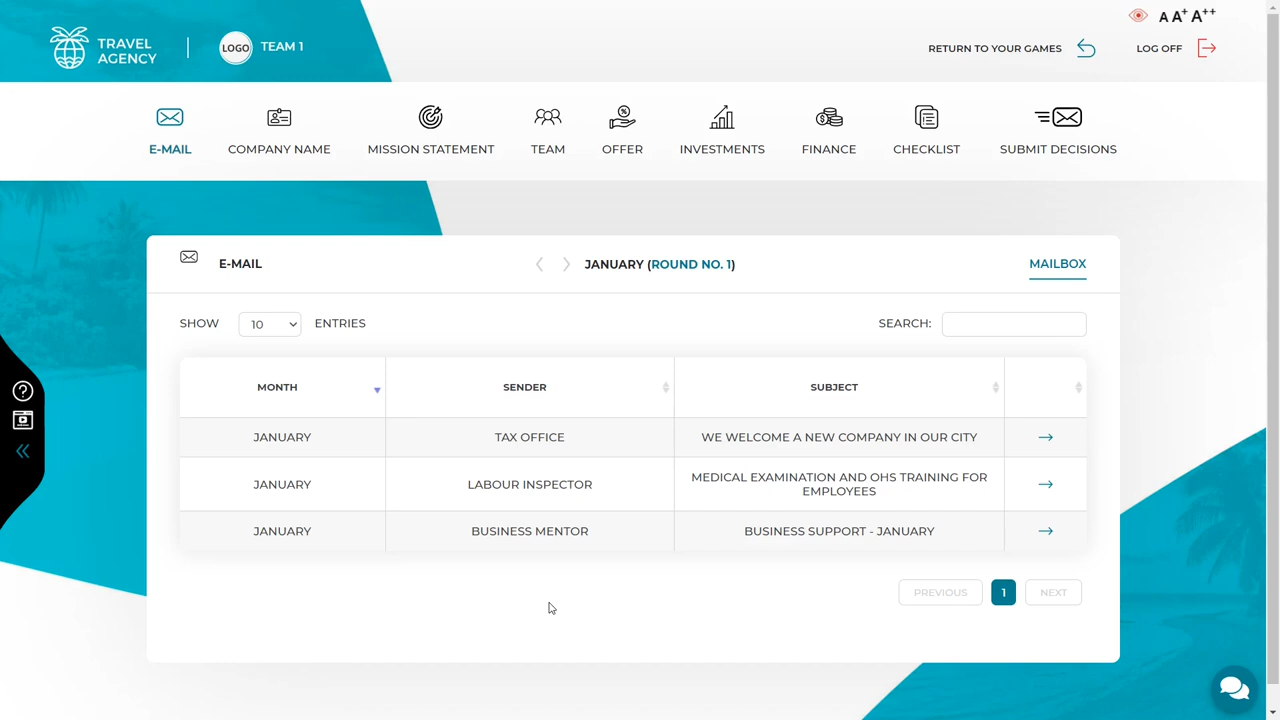 A A+ A++
TRAVEL
AGENCY
LOGO
TEAM 1
RETURN TO YOUR GAMES
LOG OFF
E-MAIL
COMPANY NAME
MISSION STATEMENT
TEAM
OFFER
INVESTMENTS
FINANCE
CHECKLIST
SUBMIT DECISIONS
E-MAIL
JANUARY (ROUND NO. 1)
MAILBOX
SHOW 10 ENTRIES
SEARCH:
MONTH SENDER SUBJECT
JANUARY TAX OFFICE WE WELCOME A NEW COMPANY IN OUR CITY
JANUARY LABOUR INSPECTOR MEDICAL EXAMINATION AND OHS TRAINING FOR
EMPLOYEES
JANUARY BUSINESS MENTOR BUSINESS SUPPORT - JANUARY
PREVIOUS 1 NEXT